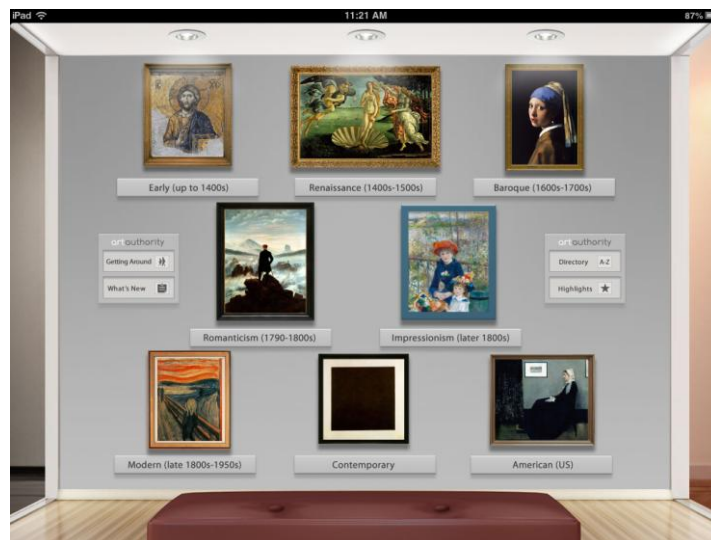 iPad
11:21 AM
87%
Early (up to 1400s)
Renaissance (1400s-1500s)
Baroque (1600s-1700s)
artauthority
Getting Around
What's New
artauthority
Directory A-Z
Highlights
Romanticism (1790-1800s)
Impressionism (later 1800s)
Modern (late 1800s-1950s)
Contemporary
American (US)